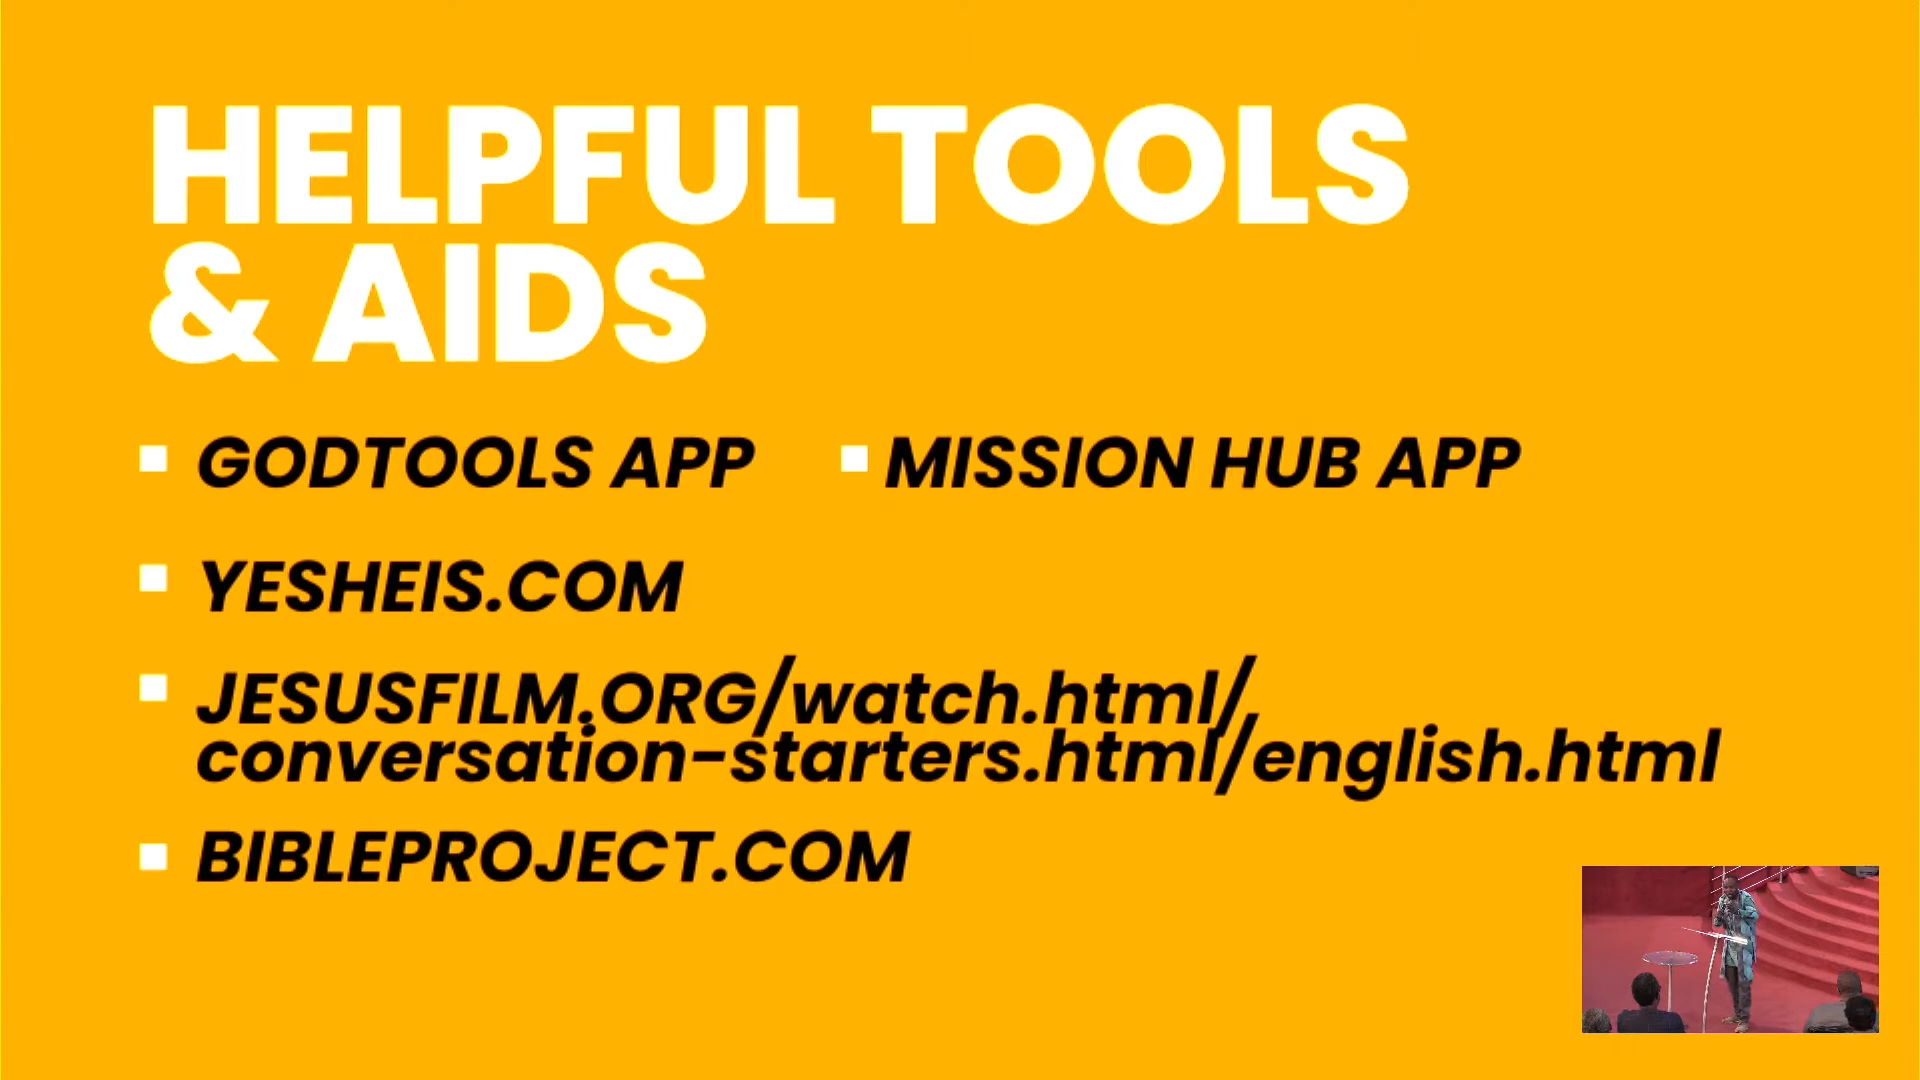 HELPFUL TOOLS
& AIDS
GODTOOLS APP
MISSION HUB APP
YESHEIS.COM
JESUSFILM.ORG/watch.html/
conversation-starters.html/english.html
BIBLEPROJECT.COM